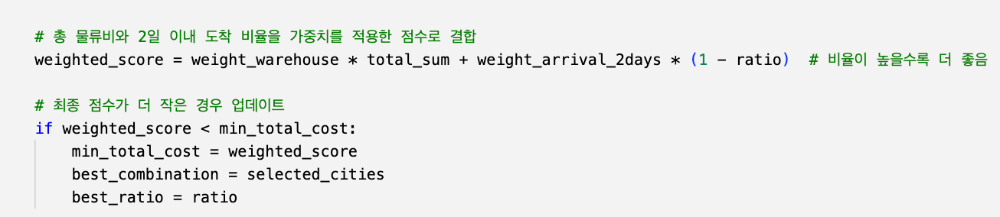 # 총 물류비와 2일 이내 도착 비율을 가중치를 적용한 점수로 결합
weighted_score = weight_warehouse * total_sum + weight_arrival_2days * (1 - ratio)  # 비율이 높을수록 더 좋음
# 최종 점수가 더 작은 경우 업데이트
if weighted_score < min_total_cost:
    min_total_cost = weighted_score
    best_combination = selected_cities
    best_ratio = ratio